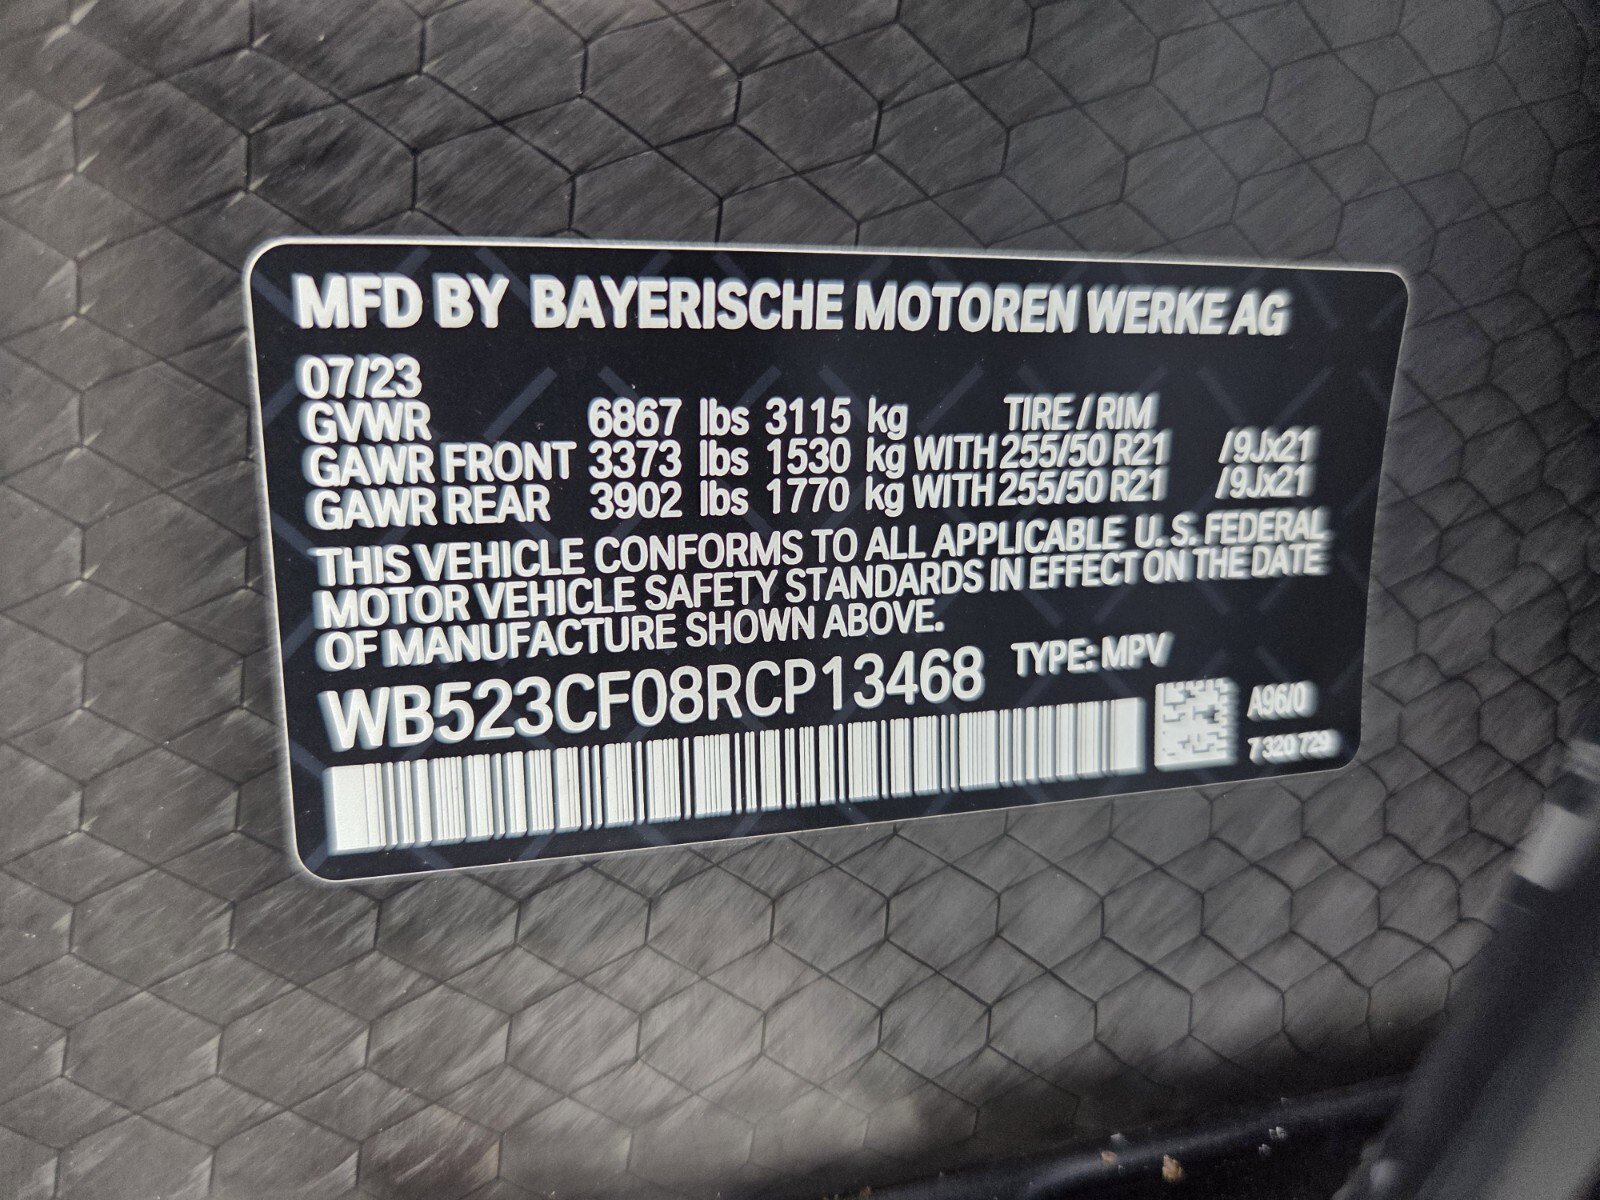 MFD BY BAYERISCHE MOTOREN WERKE AG
07/23
GVWR 6867 lbs 3115 kg TIRE / RIM
GAWR FRONT 3373 lbs 1530 kg WITH 255/50 R21 /9Jx21
GAWR REAR 3902 lbs 1770 kg WITH 255/50 R21 /9Jx21
THIS VEHICLE CONFORMS TO ALL APPLICABLE U.S. FEDERAL
MOTOR VEHICLE SAFETY STANDARDS IN EFFECT ON THE DATE
OF MANUFACTURE SHOWN ABOVE.
WB523CF08RCP13468 TYPE: MPV
A96/0
7 320 729